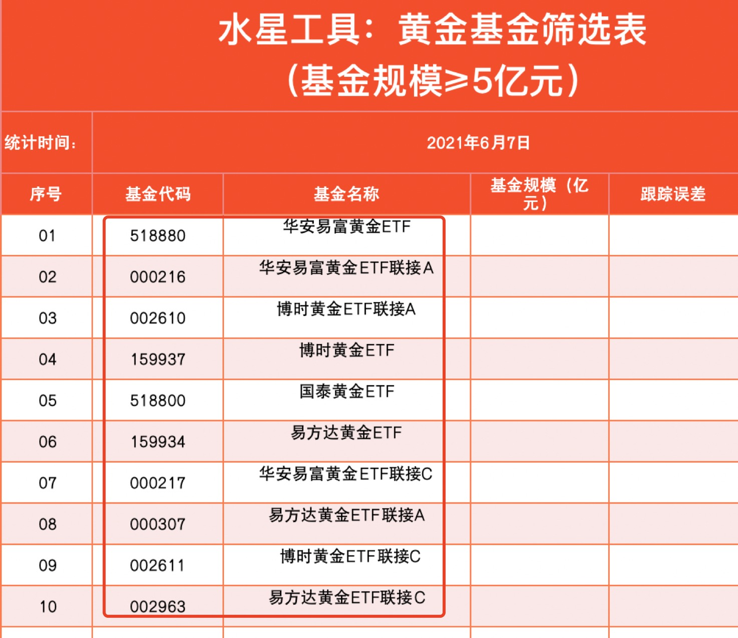 水星工具：黄金基金筛选表
（基金规模≥5亿元）
统计时间： 2021年6月7日
序号 基金代码 基金名称 基金规模（亿元） 跟踪误差
01 518880 华安易富黄金ETF
02 000216 华安易富黄金ETF联接A
03 002610 博时黄金ETF联接A
04 159937 博时黄金ETF
05 518800 国泰黄金ETF
06 159934 易方达黄金ETF
07 000217 华安易富黄金ETF联接C
08 000307 易方达黄金ETF联接A
09 002611 博时黄金ETF联接C
10 002963 易方达黄金ETF联接C